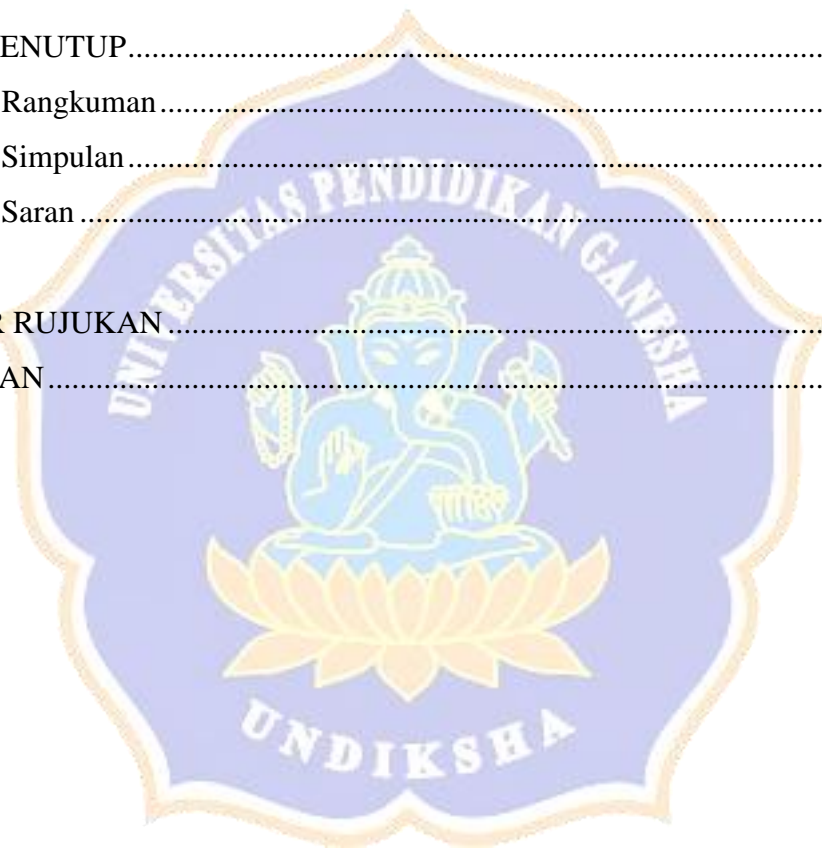 ENUTUP
Rangkuman
Simpulan
Saran
R RUJUKAN
AN
UNIVERSITAS PENDIDIKAN GANESHA
UNDIKSHA